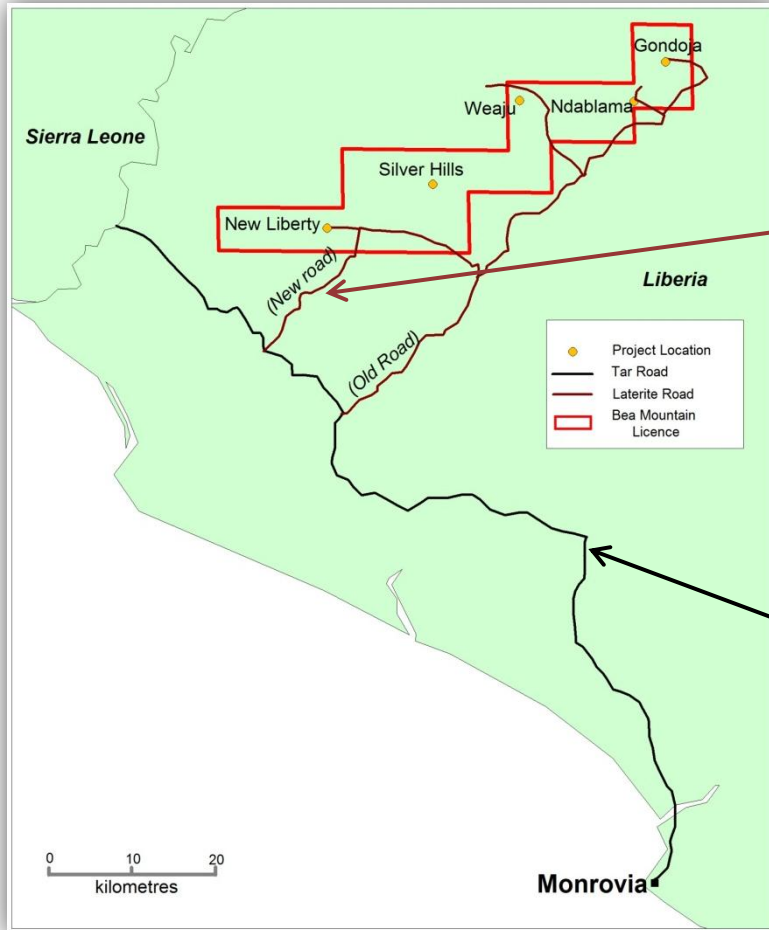 Gondoja
Weaju
Ndablama
Sierra Leone
Silver Hills
New Liberty
(New road)
Liberia
(Old Road)
Project Location
Tar Road
Laterite Road
Bea Mountain
Licence
0 10 20
kilometres
Monrovia